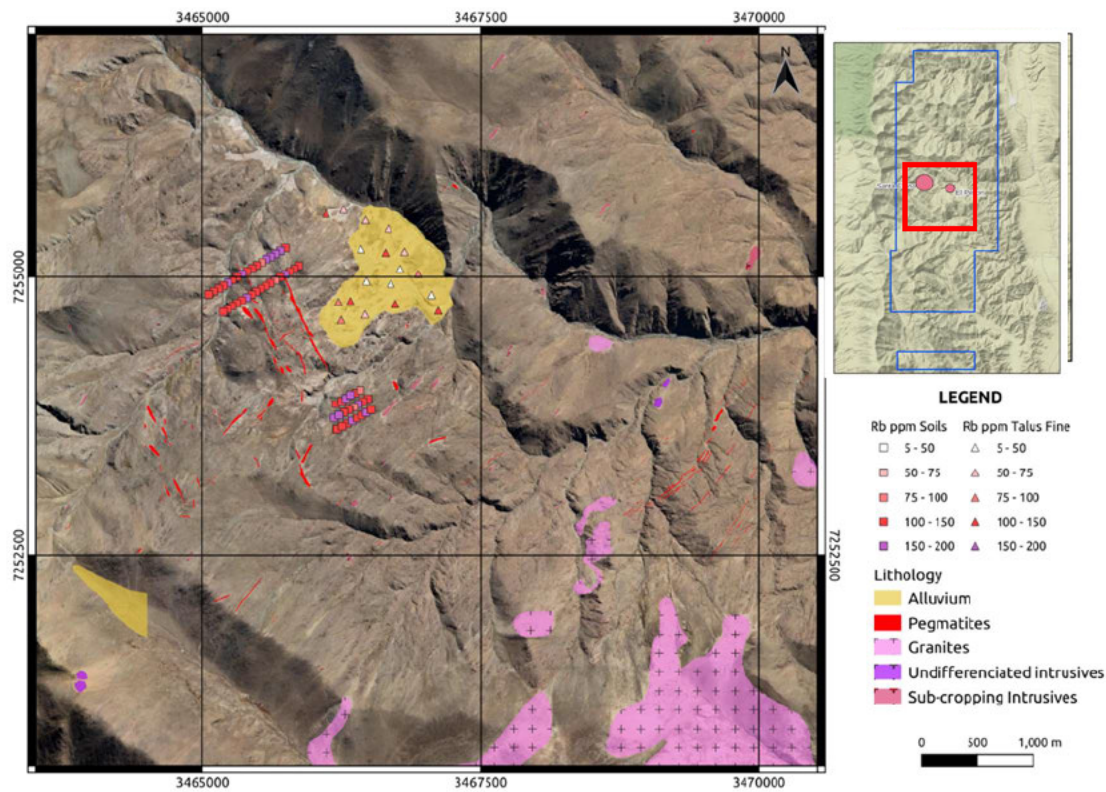 3465000 3467500 3470000
N
7255000
7252500 7252500
3465000 3467500 3470000
LEGEND
Rb ppm Soils Rb ppm Talus Fine
5 - 50 5 - 50
50 - 75 50 - 75
75 - 100 75 - 100
100 - 150 100 - 150
150 - 200 150 - 200
Lithology
Alluvium
Pegmatites
Granites
Undifferenciated intrusives
Sub-cropping Intrusives
0 500 1,000 m